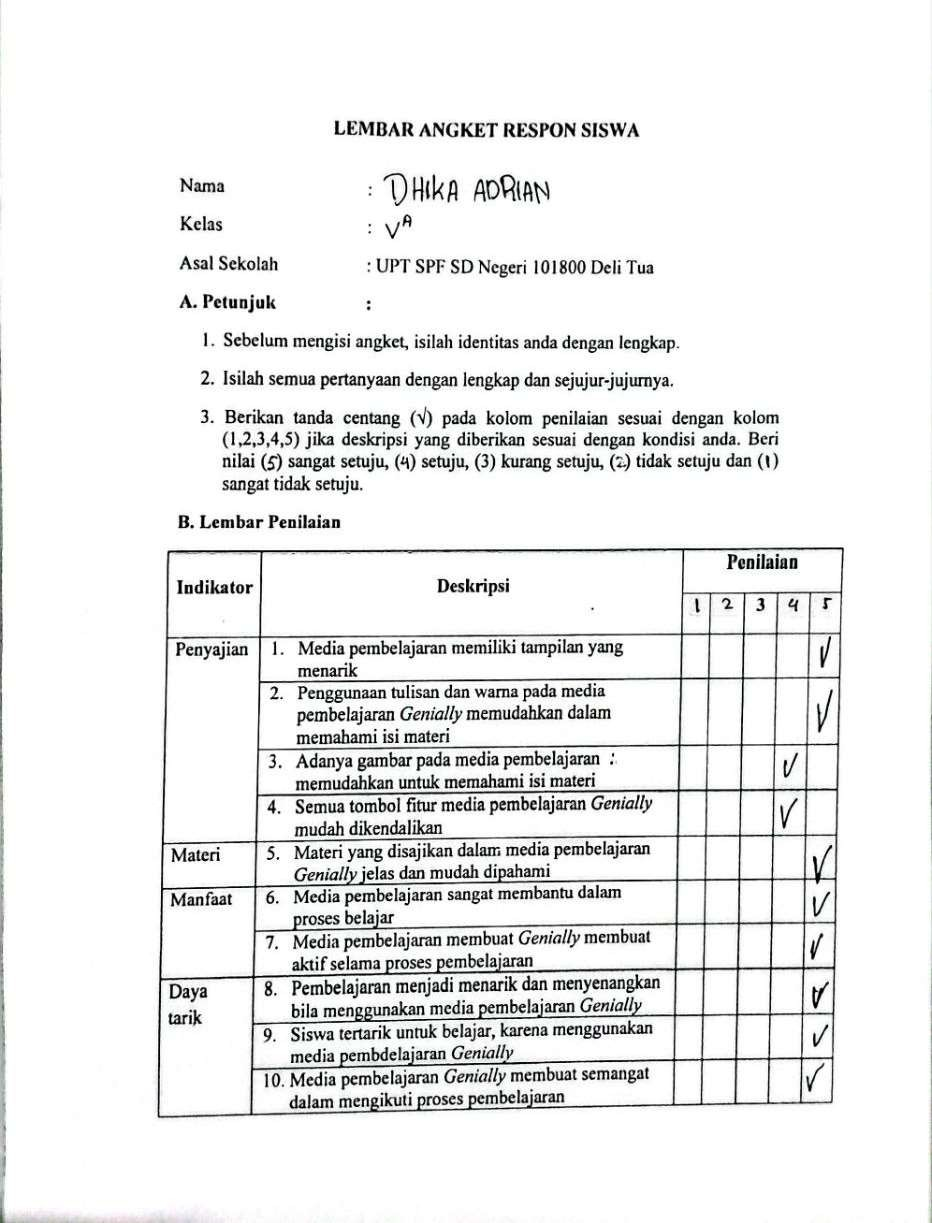 LEMBAR ANGKET RESPON SISWA
Nama : DHIKA ADRIAN
Kelas : V^A
Asal Sekolah : UPT SPF SD Negeri 101800 Deli Tua
A. Petunjuk :
1. Sebelum mengisi angket, isilah identitas anda dengan lengkap.
2. Isilah semua pertanyaan dengan lengkap dan sejujur-jujurnya.
3. Berikan tanda centang (√) pada kolom penilaian sesuai dengan kolom
(1,2,3,4,5) jika deskripsi yang diberikan sesuai dengan kondisi anda. Beri
nilai (5) sangat setuju, (4) setuju, (3) kurang setuju, (2) tidak setuju dan (1)
sangat tidak setuju.
B. Lembar Penilaian
Indikator Deskripsi Penilaian
1 2 3 4 5
Penyajian 1. Media pembelajaran memiliki tampilan yang √
menarik
2. Penggunaan tulisan dan warna pada media
pembelajaran Genially memudahkan dalam √
memahami isi materi
3. Adanya gambar pada media pembelajaran √
memudahkan untuk memahami isi materi
4. Semua tombol fitur media pembelajaran Genially √
mudah dikendalikan
Materi 5. Materi yang disajikan dalam media pembelajaran √
Genially jelas dan mudah dipahami
Manfaat 6. Media pembelajaran sangat membantu dalam √
proses belajar
7. Media pembelajaran membuat Genially membuat √
aktif selama proses pembelajaran
Daya 8. Pembelajaran menjadi menarik dan menyenangkan √
tarik bila menggunakan media pembelajaran Genially
9. Siswa tertarik untuk belajar, karena menggunakan √
media pembdelajaran Genially
10. Media pembelajaran Genially membuat semangat √
dalam mengikuti proses pembelajaran